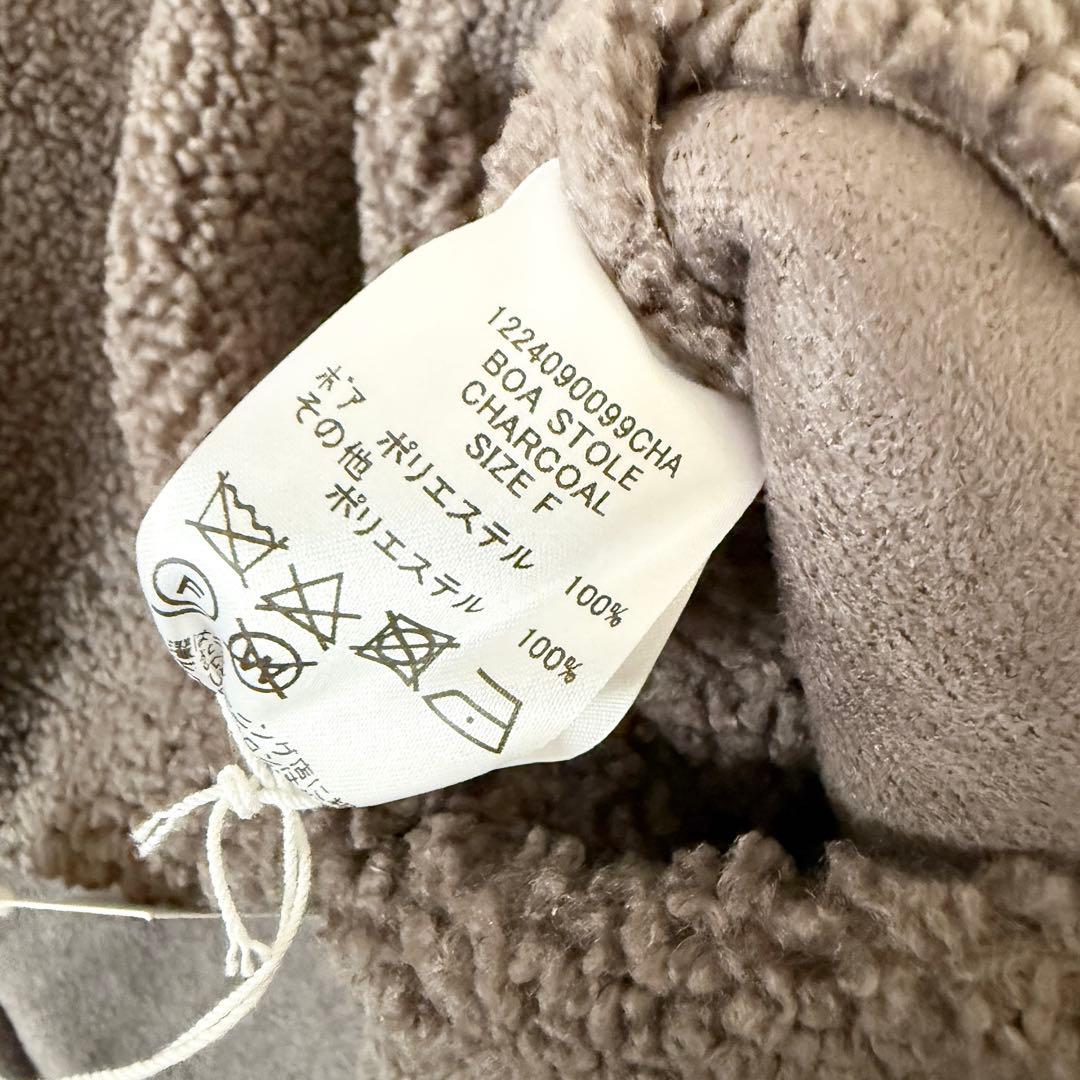 1224090099CHA
BOA STOLE
CHARCOAL
SIZE F
ボア
ポリエステル 100%
その他
ポリエステル 100%